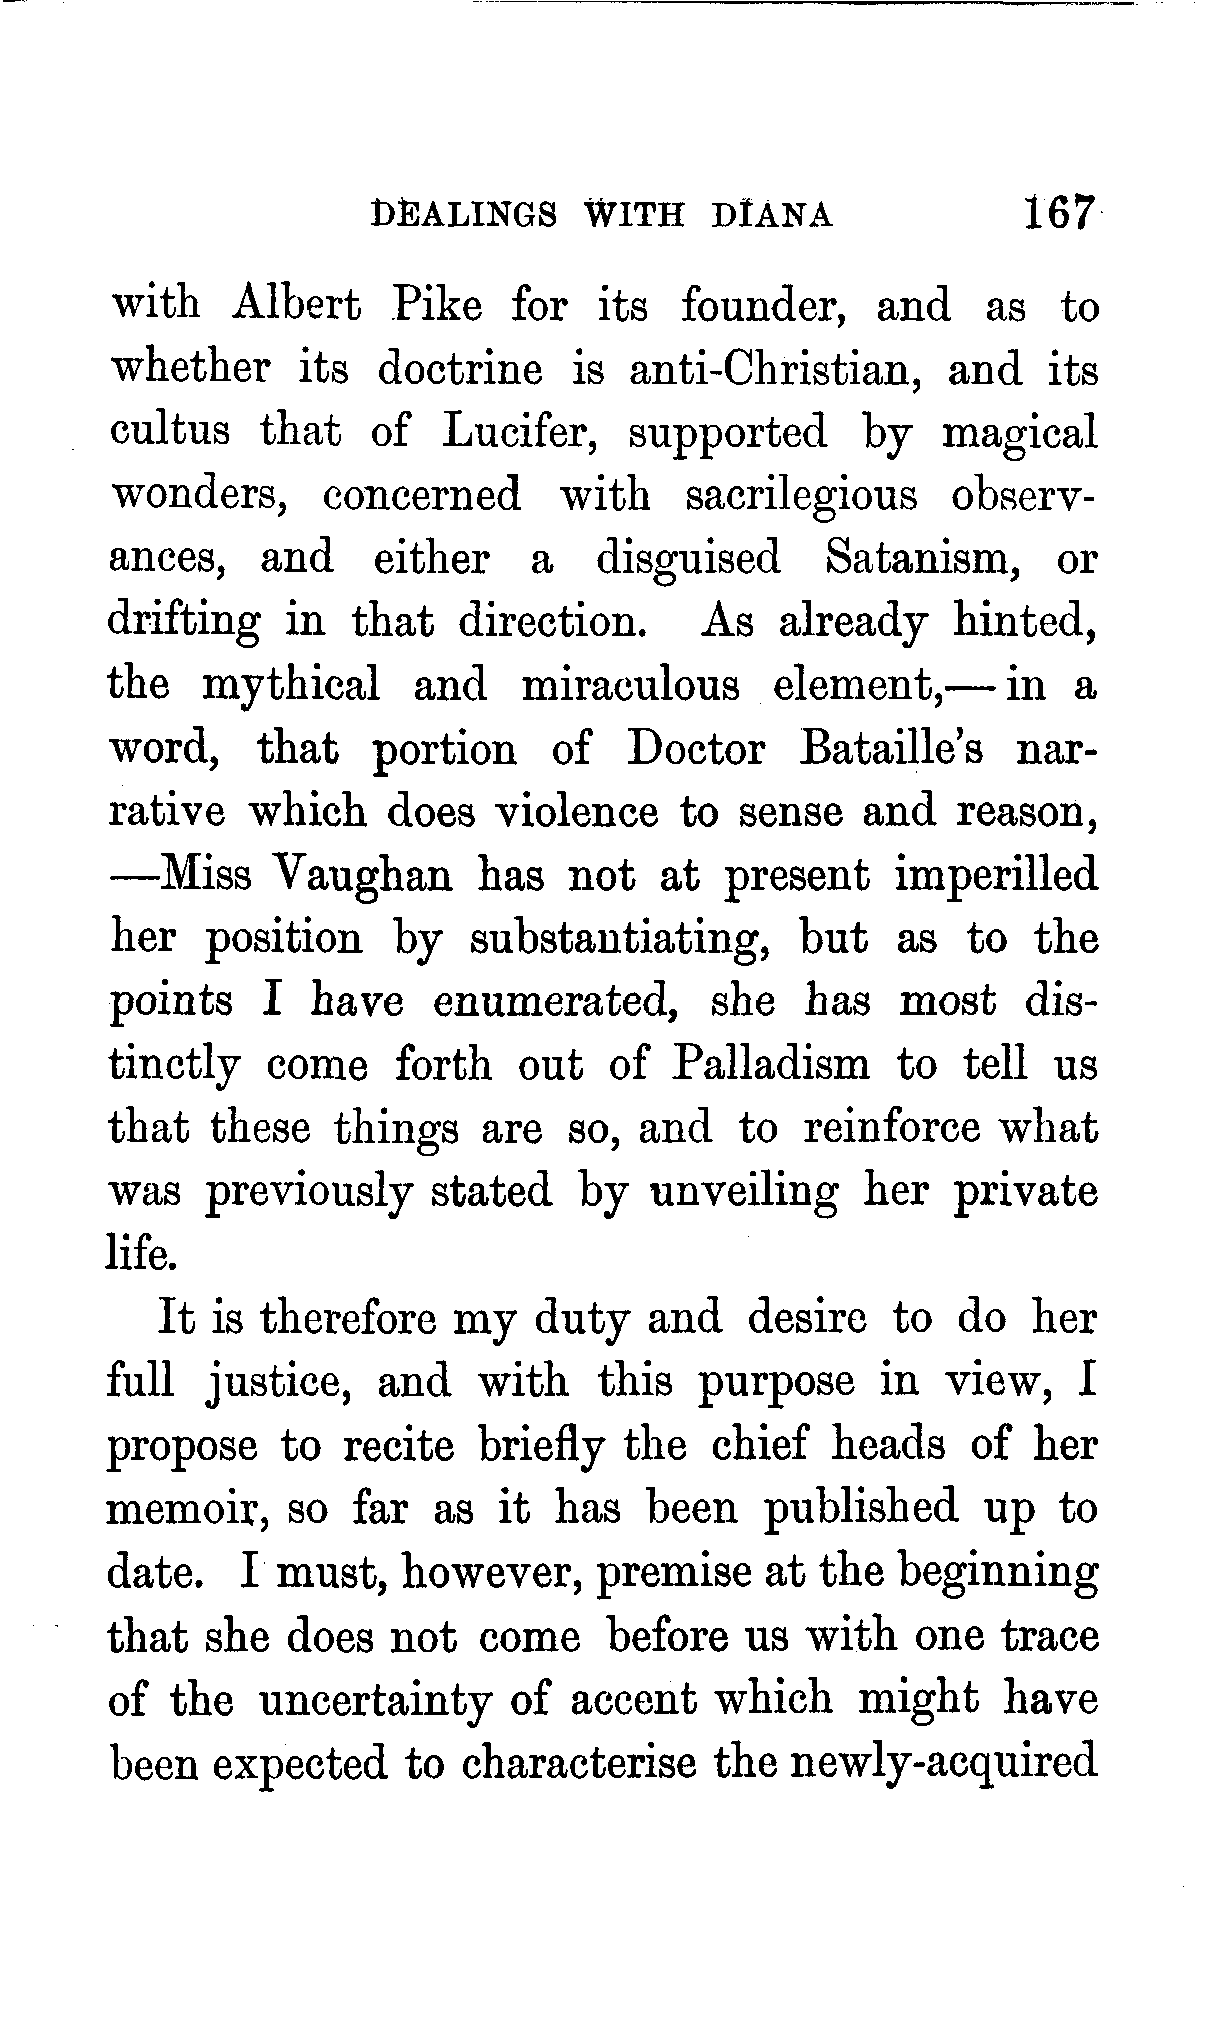 DEALINGS WITH DIANA 167
with Albert Pike for its founder, and as to
whether its doctrine is anti-Christian, and its
cultus that of Lucifer, supported by magical
wonders, concerned with sacrilegious observ-
ances, and either a disguised Satanism, or
drifting in that direction. As already hinted,
the mythical and miraculous element,— in a
word, that portion of Doctor Bataille's nar-
rative which does violence to sense and reason,
—Miss Vaughan has not at present imperilled
her position by substantiating, but as to the
points I have enumerated, she has most dis-
tinctly come forth out of Palladism to tell us
that these things are so, and to reinforce what
was previously stated by unveiling her private
life.
It is therefore my duty and desire to do her
full justice, and with this purpose in view, I
propose to recite briefly the chief heads of her
memoir, so far as it has been published up to
date. I must, however, premise at the beginning
that she does not come before us with one trace
of the uncertainty of accent which might have
been expected to characterise the newly-acquired